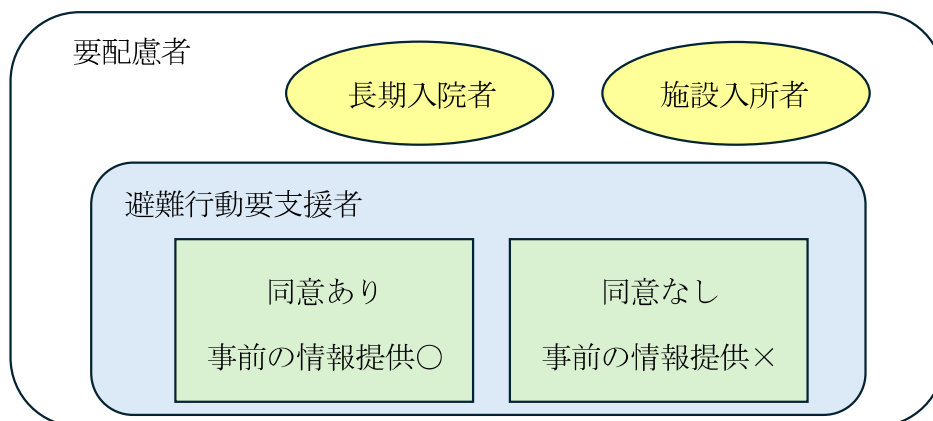 要配慮者
長期入院者
施設入所者
避難行動要支援者
同意あり
事前の情報提供〇
同意なし
事前の情報提供×